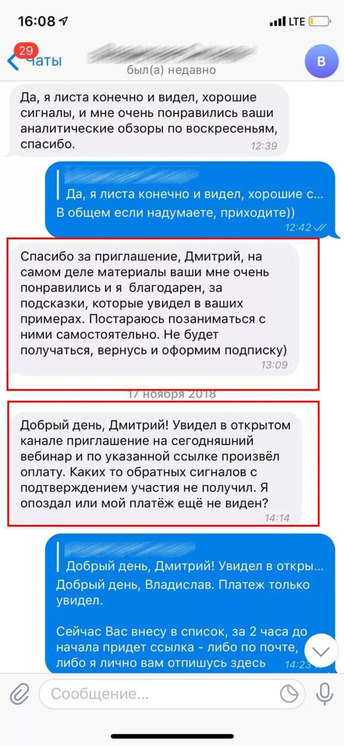 16:08
LTE
29
Чаты
был(а) недавно
В
Да, я листа конечно и видел, хорошие
сигналы, и мне очень понравились ваши
аналитические обзоры по воскресеньям,
спасибо.
12:39
Да, я листа конечно и видел, хорошие с...
В общем если надумаете, приходите))
12:42
Спасибо за приглашение, Дмитрий, на
самом деле материалы ваши мне очень
понравились и я благодарен, за
подсказки, которые увидел в ваших
примерах. Постараюсь позаниматься с
ними самостоятельно. Не будет
получаться, вернусь и оформим подписку)
13:09
17 ноября 2018
Добрый день, Дмитрий! Увидел в открытом
канале приглашение на сегодняшний
вебинар и по указанной ссылке произвёл
оплату. Каких то обратных сигналов с
подтверждением участия не получил. Я
опоздал или мой платёж ещё не виден?
14:14
Добрый день, Дмитрий! Увидел в откры...
Добрый день, Владислав. Платеж только
увидел.
Сейчас Вас внесу в список, за 2 часа до
начала придет ссылка - либо по почте,
либо я лично вам отпишусь здесь
14:23
Сообщение...